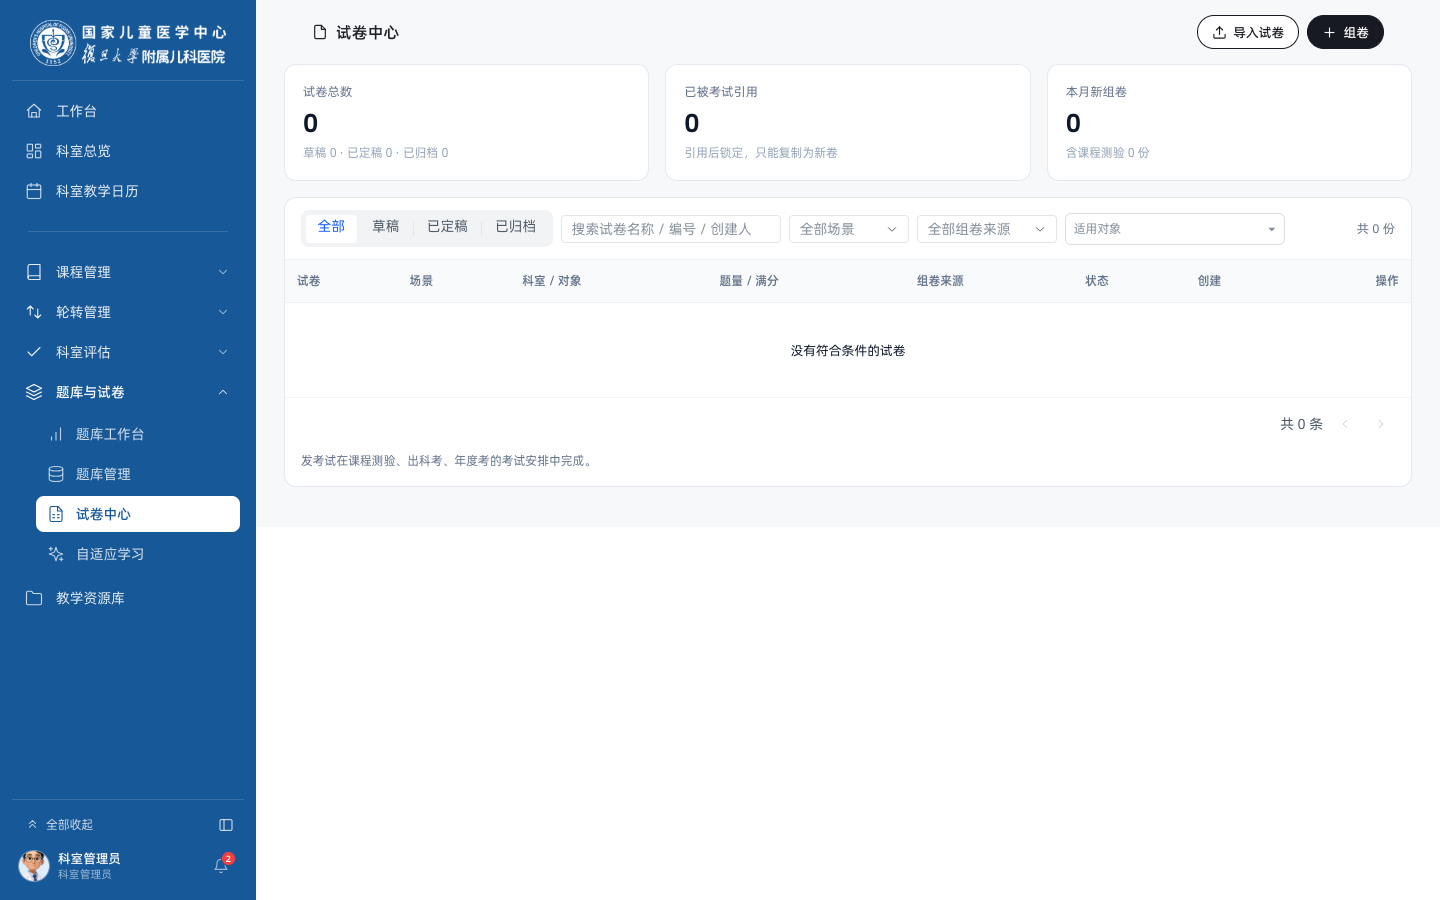 国家儿童医学中心
復旦大学附属儿科医院
1952
工作台
科室总览
科室教学日历
课程管理
轮转管理
科室评估
题库与试卷
题库工作台
题库管理
试卷中心
自适应学习
教学资源库
全部收起
科室管理员
科室管理员
2
试卷中心
导入试卷
组卷
试卷总数
0
草稿 0 · 已定稿 0 · 已归档 0
已被考试引用
0
引用后锁定，只能复制为新卷
本月新组卷
0
含课程测验 0 份
全部 草稿 已定稿 已归档 搜索试卷名称 / 编号 / 创建人 全部场景 全部组卷来源 适用对象 共 0 份
试卷 场景 科室 / 对象 题量 / 满分 组卷来源 状态 创建 操作
没有符合条件的试卷
共 0 条
发考试在课程测验、出科考、年度考的考试安排中完成。